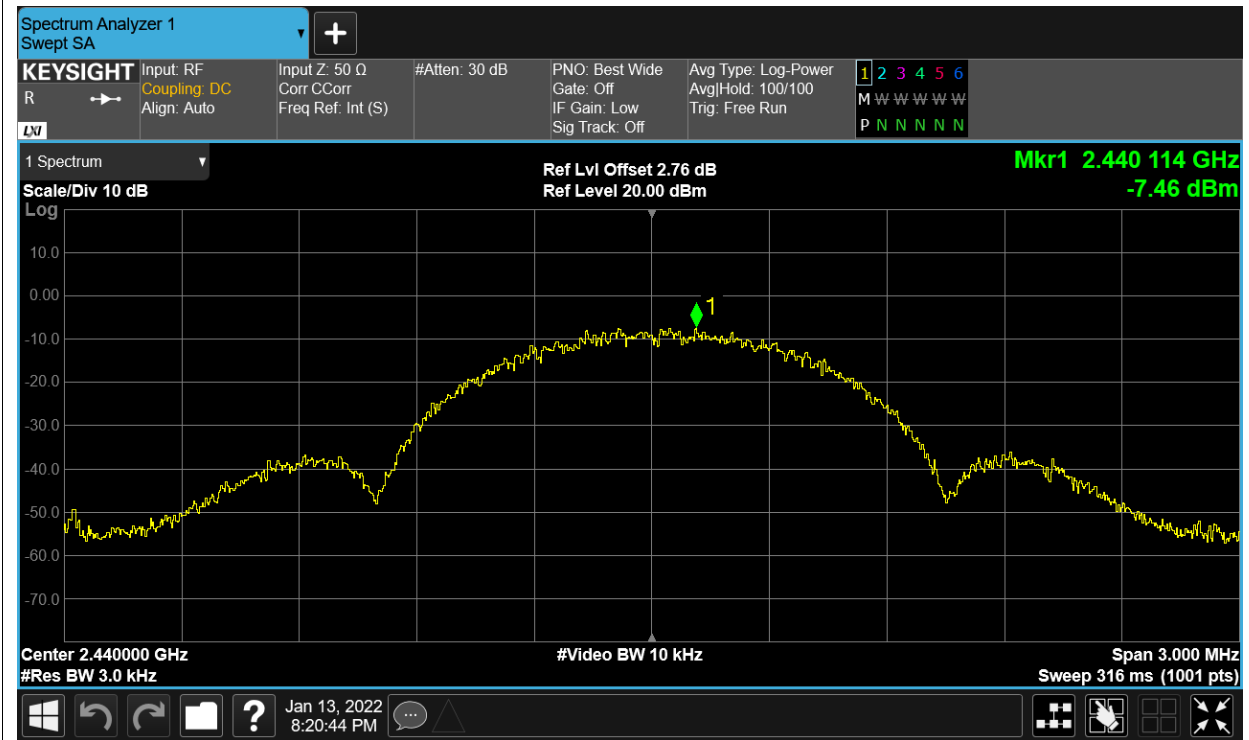 Spectrum Analyzer 1
Swept SA
▼
+
KEYSIGHT
R
LXI
Input: RF
Coupling: DC
Align: Auto
Input Z: 50 Ω
Corr CCorr
Freq Ref: Int (S)
#Atten: 30 dB
PNO: Best Wide
Gate: Off
IF Gain: Low
Sig Track: Off
Avg Type: Log-Power
Avg|Hold: 100/100
Trig: Free Run
1 2 3 4 5 6
M W W W W W
P N N N N N
1 Spectrum ▼
Scale/Div 10 dB
Ref Lvl Offset 2.76 dB
Ref Level 20.00 dBm
Mkr1 2.440 114 GHz
-7.46 dBm
Log
10.0
0.00
-10.0
-20.0
-30.0
-40.0
-50.0
-60.0
-70.0
1
Center 2.440000 GHz
#Res BW 3.0 kHz
#Video BW 10 kHz
Span 3.000 MHz
Sweep 316 ms (1001 pts)
?
Jan 13, 2022
8:20:44 PM